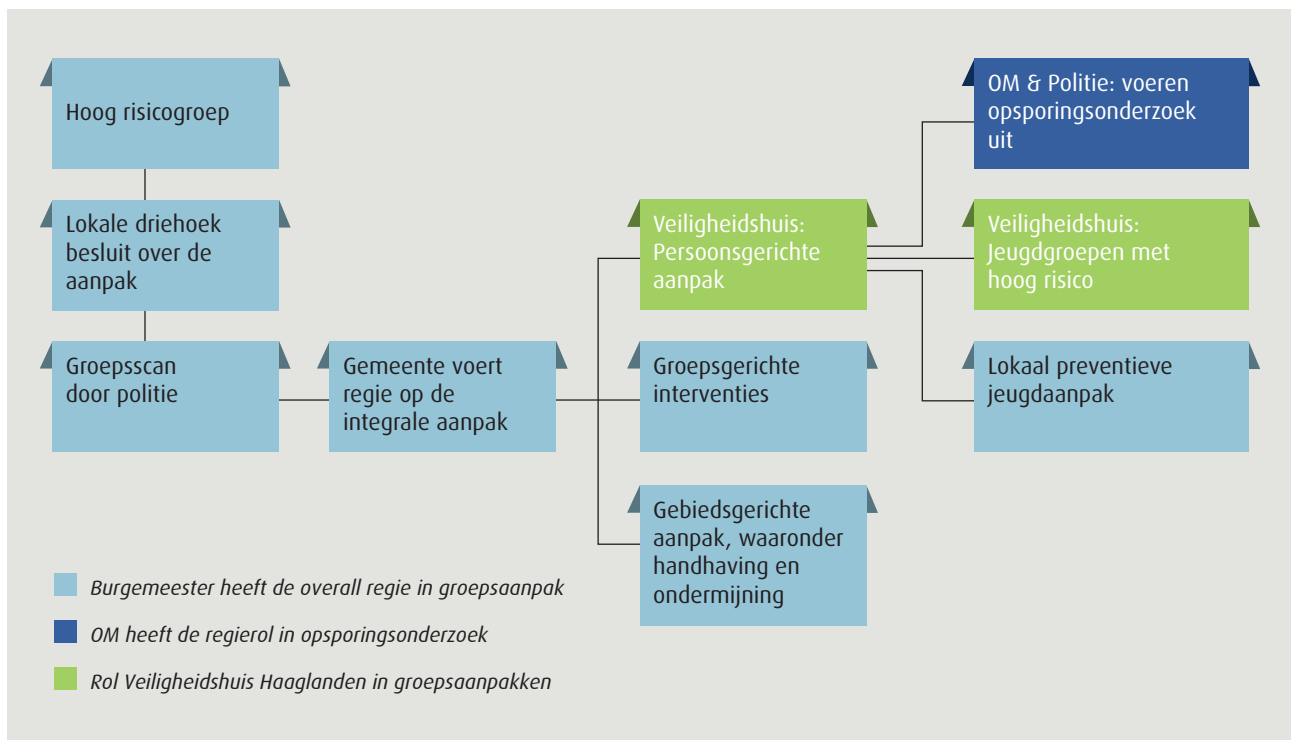 Hoog risicogroep
Lokale driehoek
besluit over de
aanpak
Groepsscan
door politie
Gemeente voert
regie op de
integrale aanpak
Veiligheidshuis:
Persoonsgerichte
aanpak
Groepsgerichte
interventies
Gebiedsgerichte
aanpak, waaronder
handhaving en
ondermijning
OM & Politie: voeren
opsporingsonderzoek
uit
Veiligheidshuis:
Jeugdgroepen met
hoog risico
Lokaal preventieve
jeugdaanpak
Burgemeester heeft de overall regie in groepsaanpak
OM heeft de regierol in opsporingsonderzoek
Rol Veiligheidshuis Haaglanden in groepsaanpakken